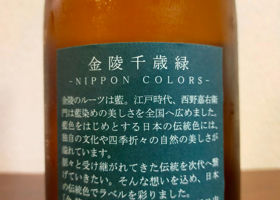 金陵千歳緑
-NIPPON COLORS-
金陵のルーツは藍。江戸時代、西野嘉右衛
門は藍染めの美しさを全国へ広めました。
藍色をはじめとする日本の伝統色には、
独自の文化や四季折々の自然の美しさが
溢れています。
脈々と受け継がれてきた伝統を次代へ繋
げていきたい。そんな想いを込め、日本
の伝統色でラベルを彩りました。